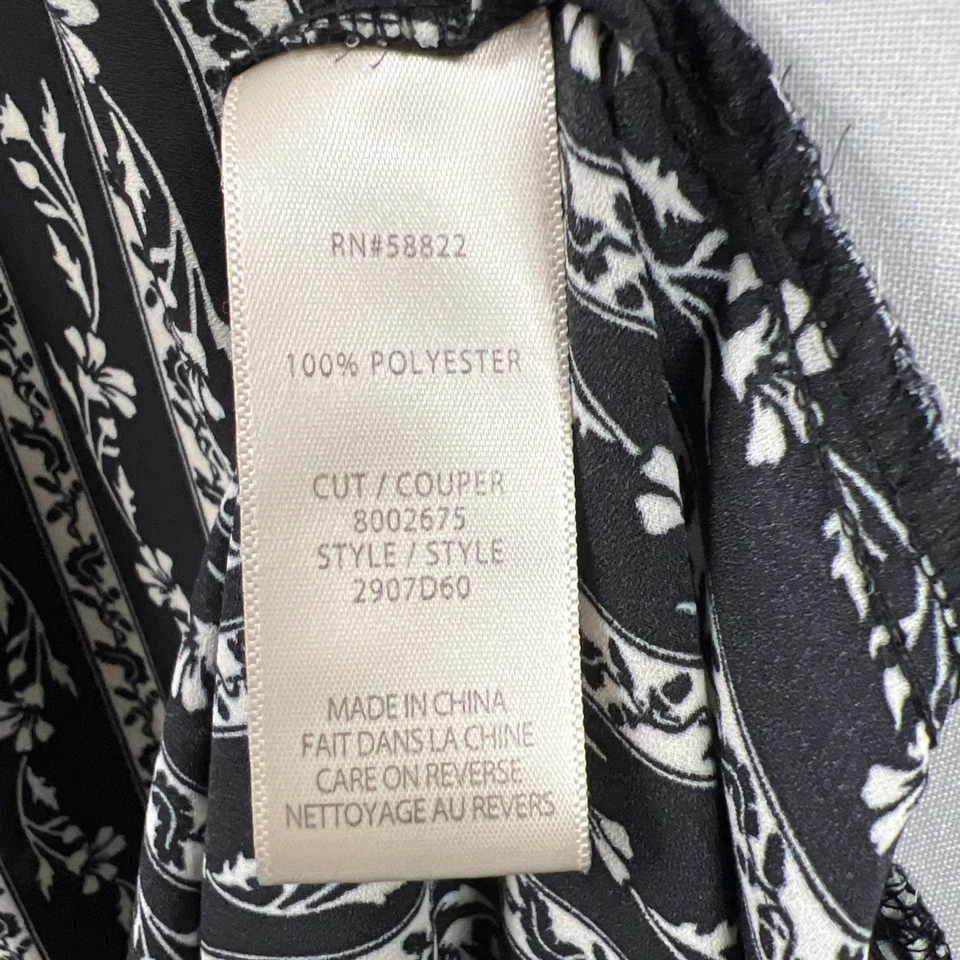 RN#58822
100% POLYESTER
CUT / COUPER
8002675
STYLE / STYLE
2907D60
MADE IN CHINA
FAIT DANS LA CHINE
CARE ON REVERSE
NETTOYAGE AU REVERS